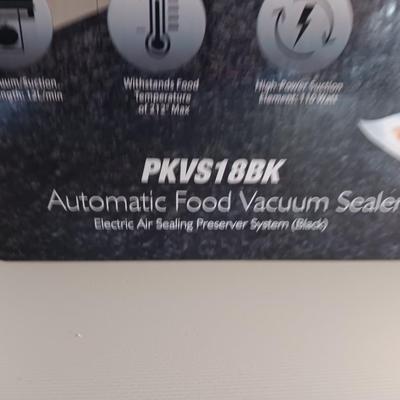 Withstands Food
Temperature
of 212° Max
High-Power Suction
Element: 110 Watt
PKVS18BK
Automatic Food Vacuum Sealer
Electric Air Sealing Preserver System (Black)